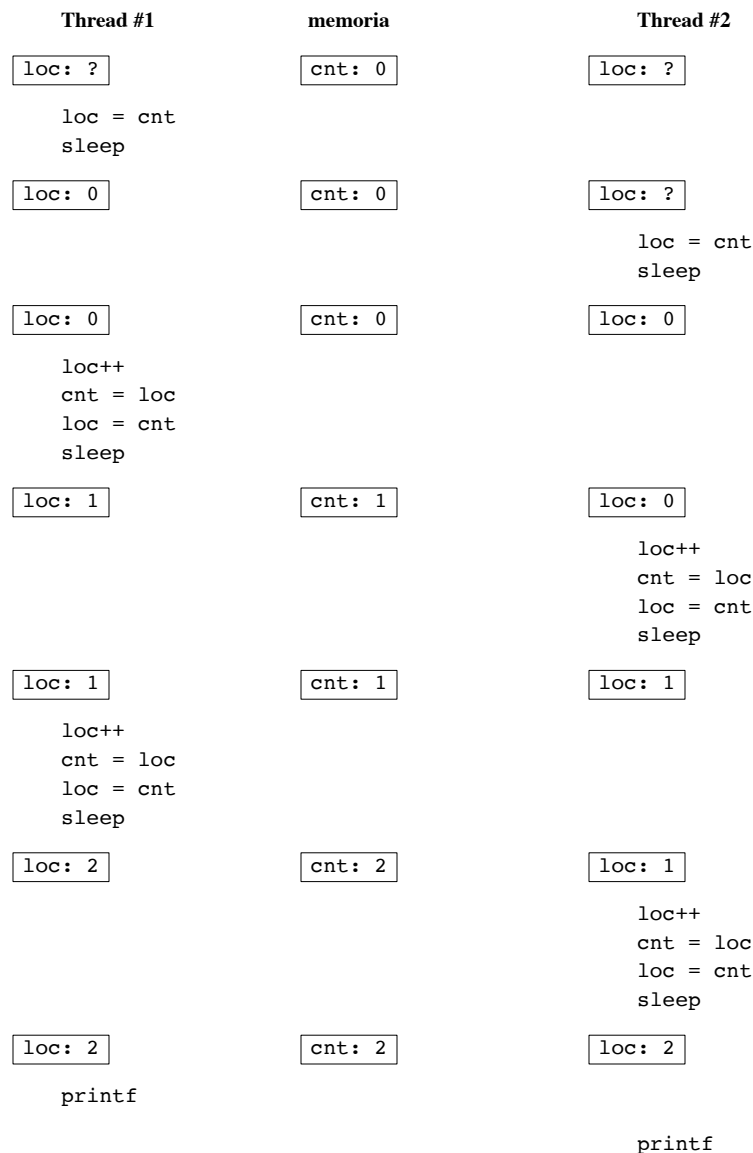 Thread #1 memoria Thread #2
loc: ? cnt: 0 loc: ?
loc = cnt
sleep
loc: 0 cnt: 0 loc: ?
loc = cnt
sleep
loc: 0 cnt: 0 loc: 0
loc++
cnt = loc
loc = cnt
sleep
loc: 1 cnt: 1 loc: 0
loc++
cnt = loc
loc = cnt
sleep
loc: 1 cnt: 1 loc: 1
loc++
cnt = loc
loc = cnt
sleep
loc: 2 cnt: 2 loc: 1
loc++
cnt = loc
loc = cnt
sleep
loc: 2 cnt: 2 loc: 2
printf
printf